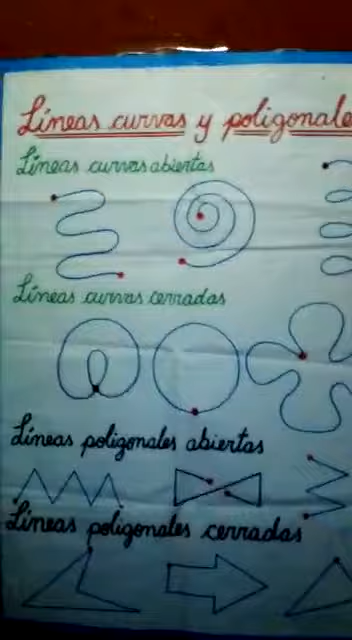 Líneas curvas y poligonale
Líneas curvas abiertas
Líneas curvas cerradas
Líneas poligonales abiertas
Líneas poligonales cerradas